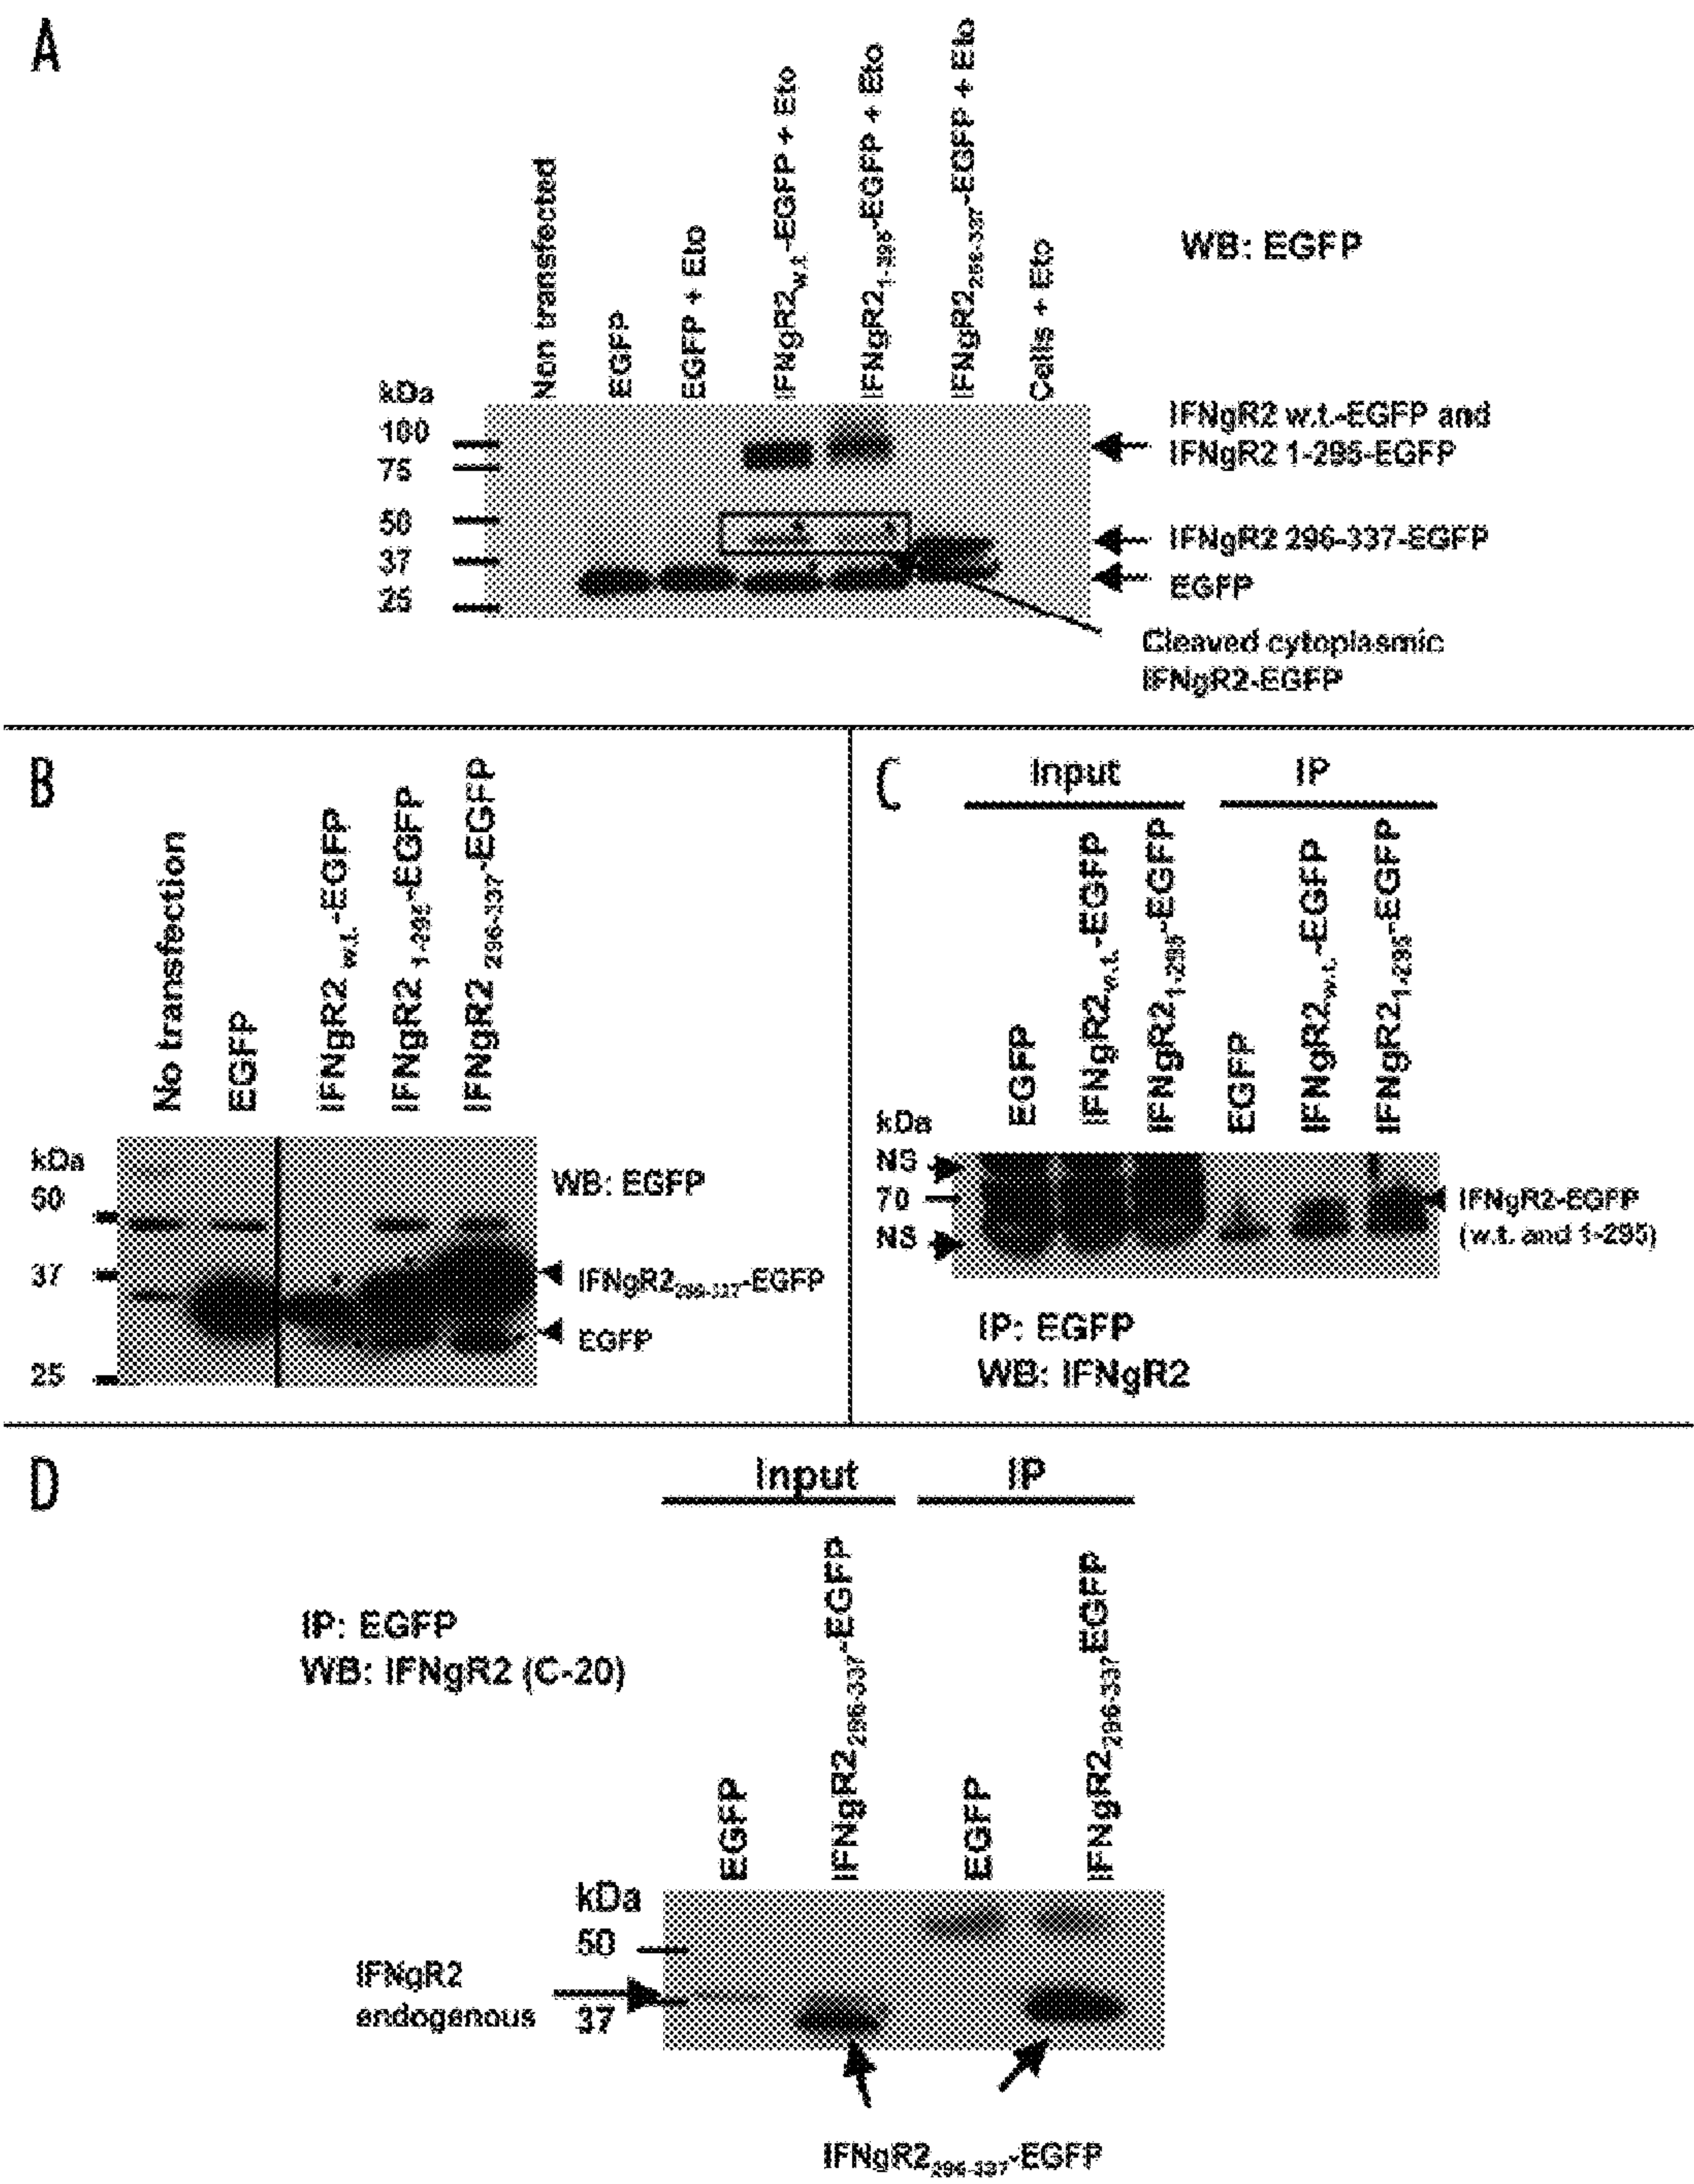 A
Non transfected
EGFP
EGFP + Eto
IFNgR2w.t.-EGFP + Eto
IFNgR21-295-EGFP + Eto
IFNgR2296-337-EGFP + Eto
Cells + Eto
WB: EGFP
kDa
100
75
50
37
25
IFNgR2 w.t.-EGFP and
IFNgR2 1-295-EGFP
IFNgR2 296-337-EGFP
EGFP
Cleaved cytoplasmic
IFNgR2-EGFP
B
No transfection
EGFP
IFNgR2 w.t.-EGFP
IFNgR2 1-295-EGFP
IFNgR2 296-337-EGFP
kDa
50
37
25
WB: EGFP
IFNgR2296-337-EGFP
EGFP
C
Input
IP
EGFP
IFNgR2w.t.-EGFP
IFNgR21-295-EGFP
EGFP
IFNgR2w.t.-EGFP
IFNgR21-295-EGFP
kDa
NS
70
NS
IFNgR2-EGFP
(w.t. and 1-295)
IP: EGFP
WB: IFNgR2
D
Input
IP
IP: EGFP
WB: IFNgR2 (C-20)
EGFP
IFNgR2296-337-EGFP
EGFP
IFNgR2296-337-EGFP
kDa
50
37
IFNgR2
endogenous
IFNgR2296-337-EGFP